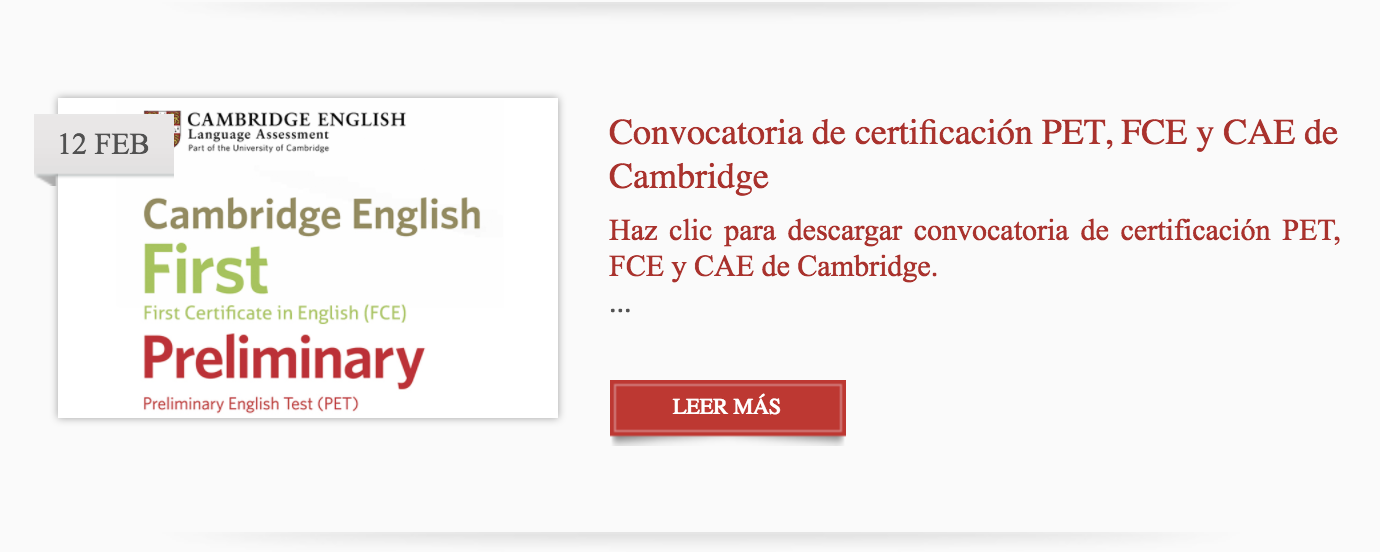 12 FEB
CAMBRIDGE ENGLISH
Language Assessment
Part of the University of Cambridge
Cambridge English
First
First Certificate in English (FCE)
Preliminary
Preliminary English Test (PET)
Convocatoria de certificación PET, FCE y CAE de
Cambridge
Haz clic para descargar convocatoria de certificación PET,
FCE y CAE de Cambridge.
...
LEER MÁS